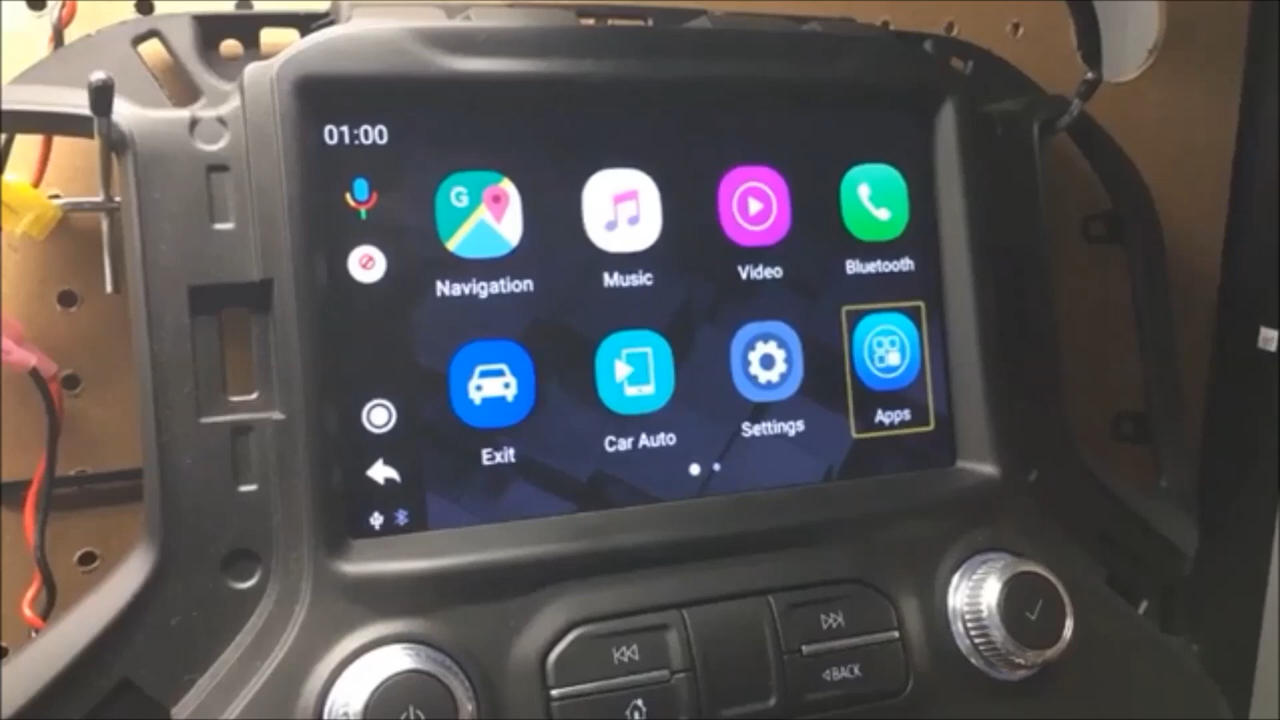 01:00
G
Navigation
Music
Video
Bluetooth
Exit
Car Auto
Settings
Apps
BACK